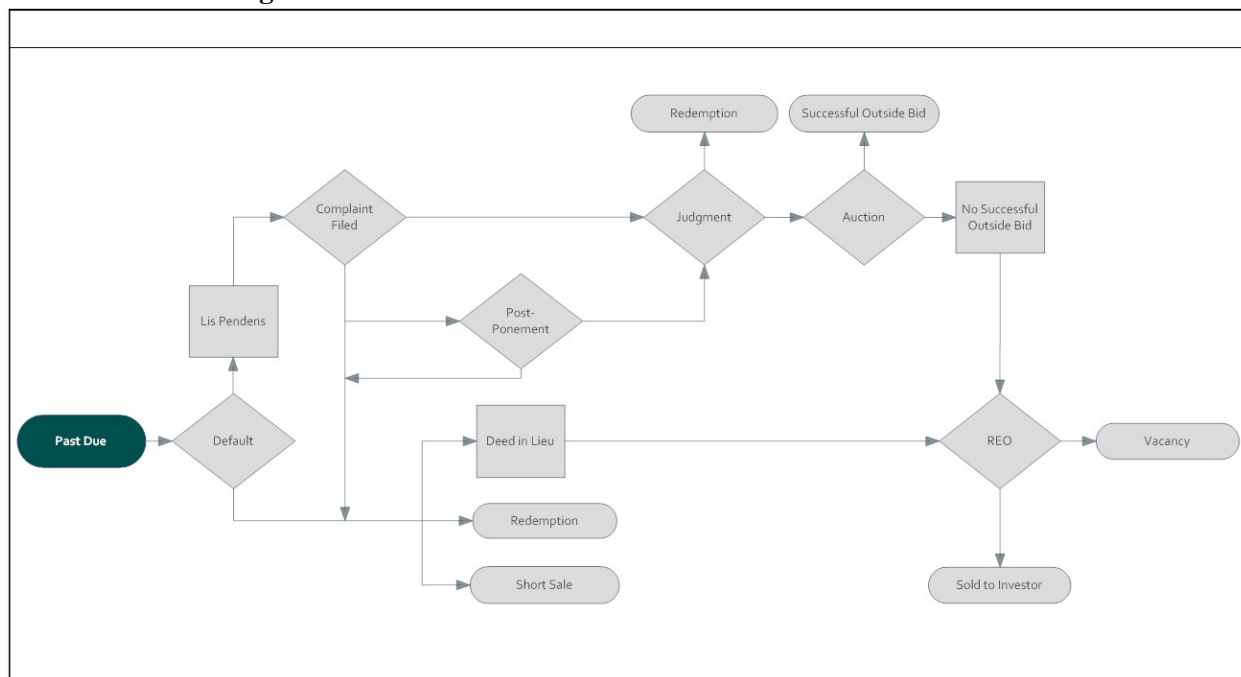 Redemption
Successful Outside Bid
Complaint
Filed
Judgment
Auction
No Successful
Outside Bid
Lis Pendens
Post-
Ponement
Past Due
Default
Deed in Lieu
REO
Vacancy
Redemption
Short Sale
Sold to Investor